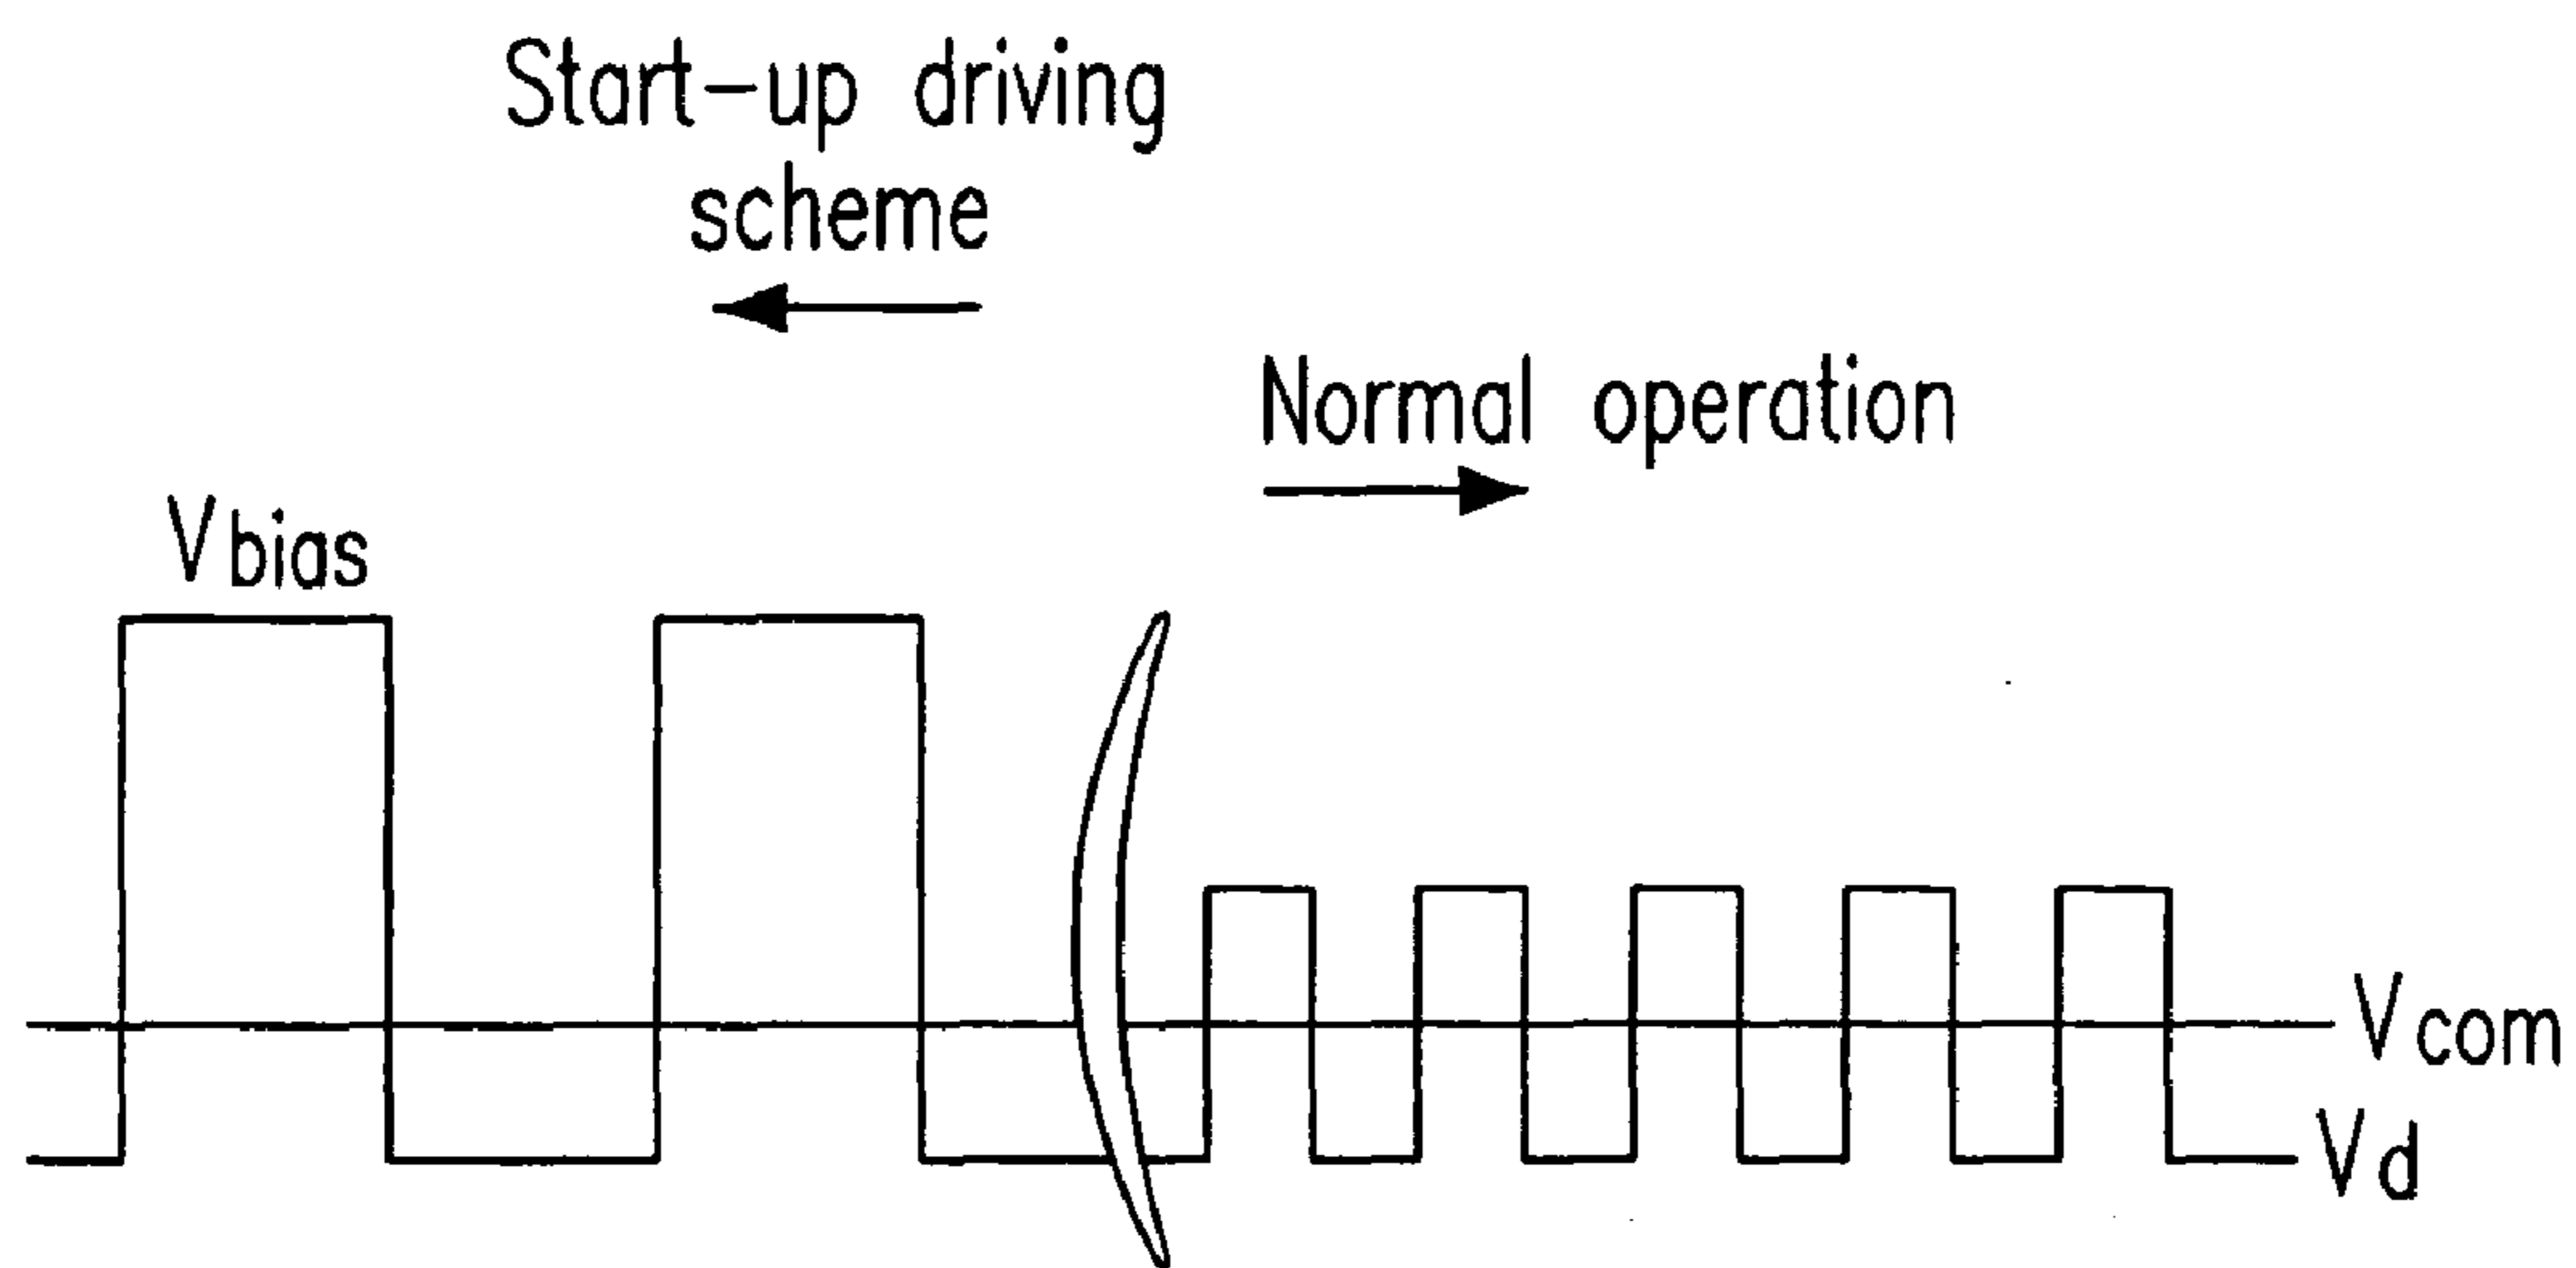 Start-up driving
scheme
Normal operation
Vbias
Vcom
Vd